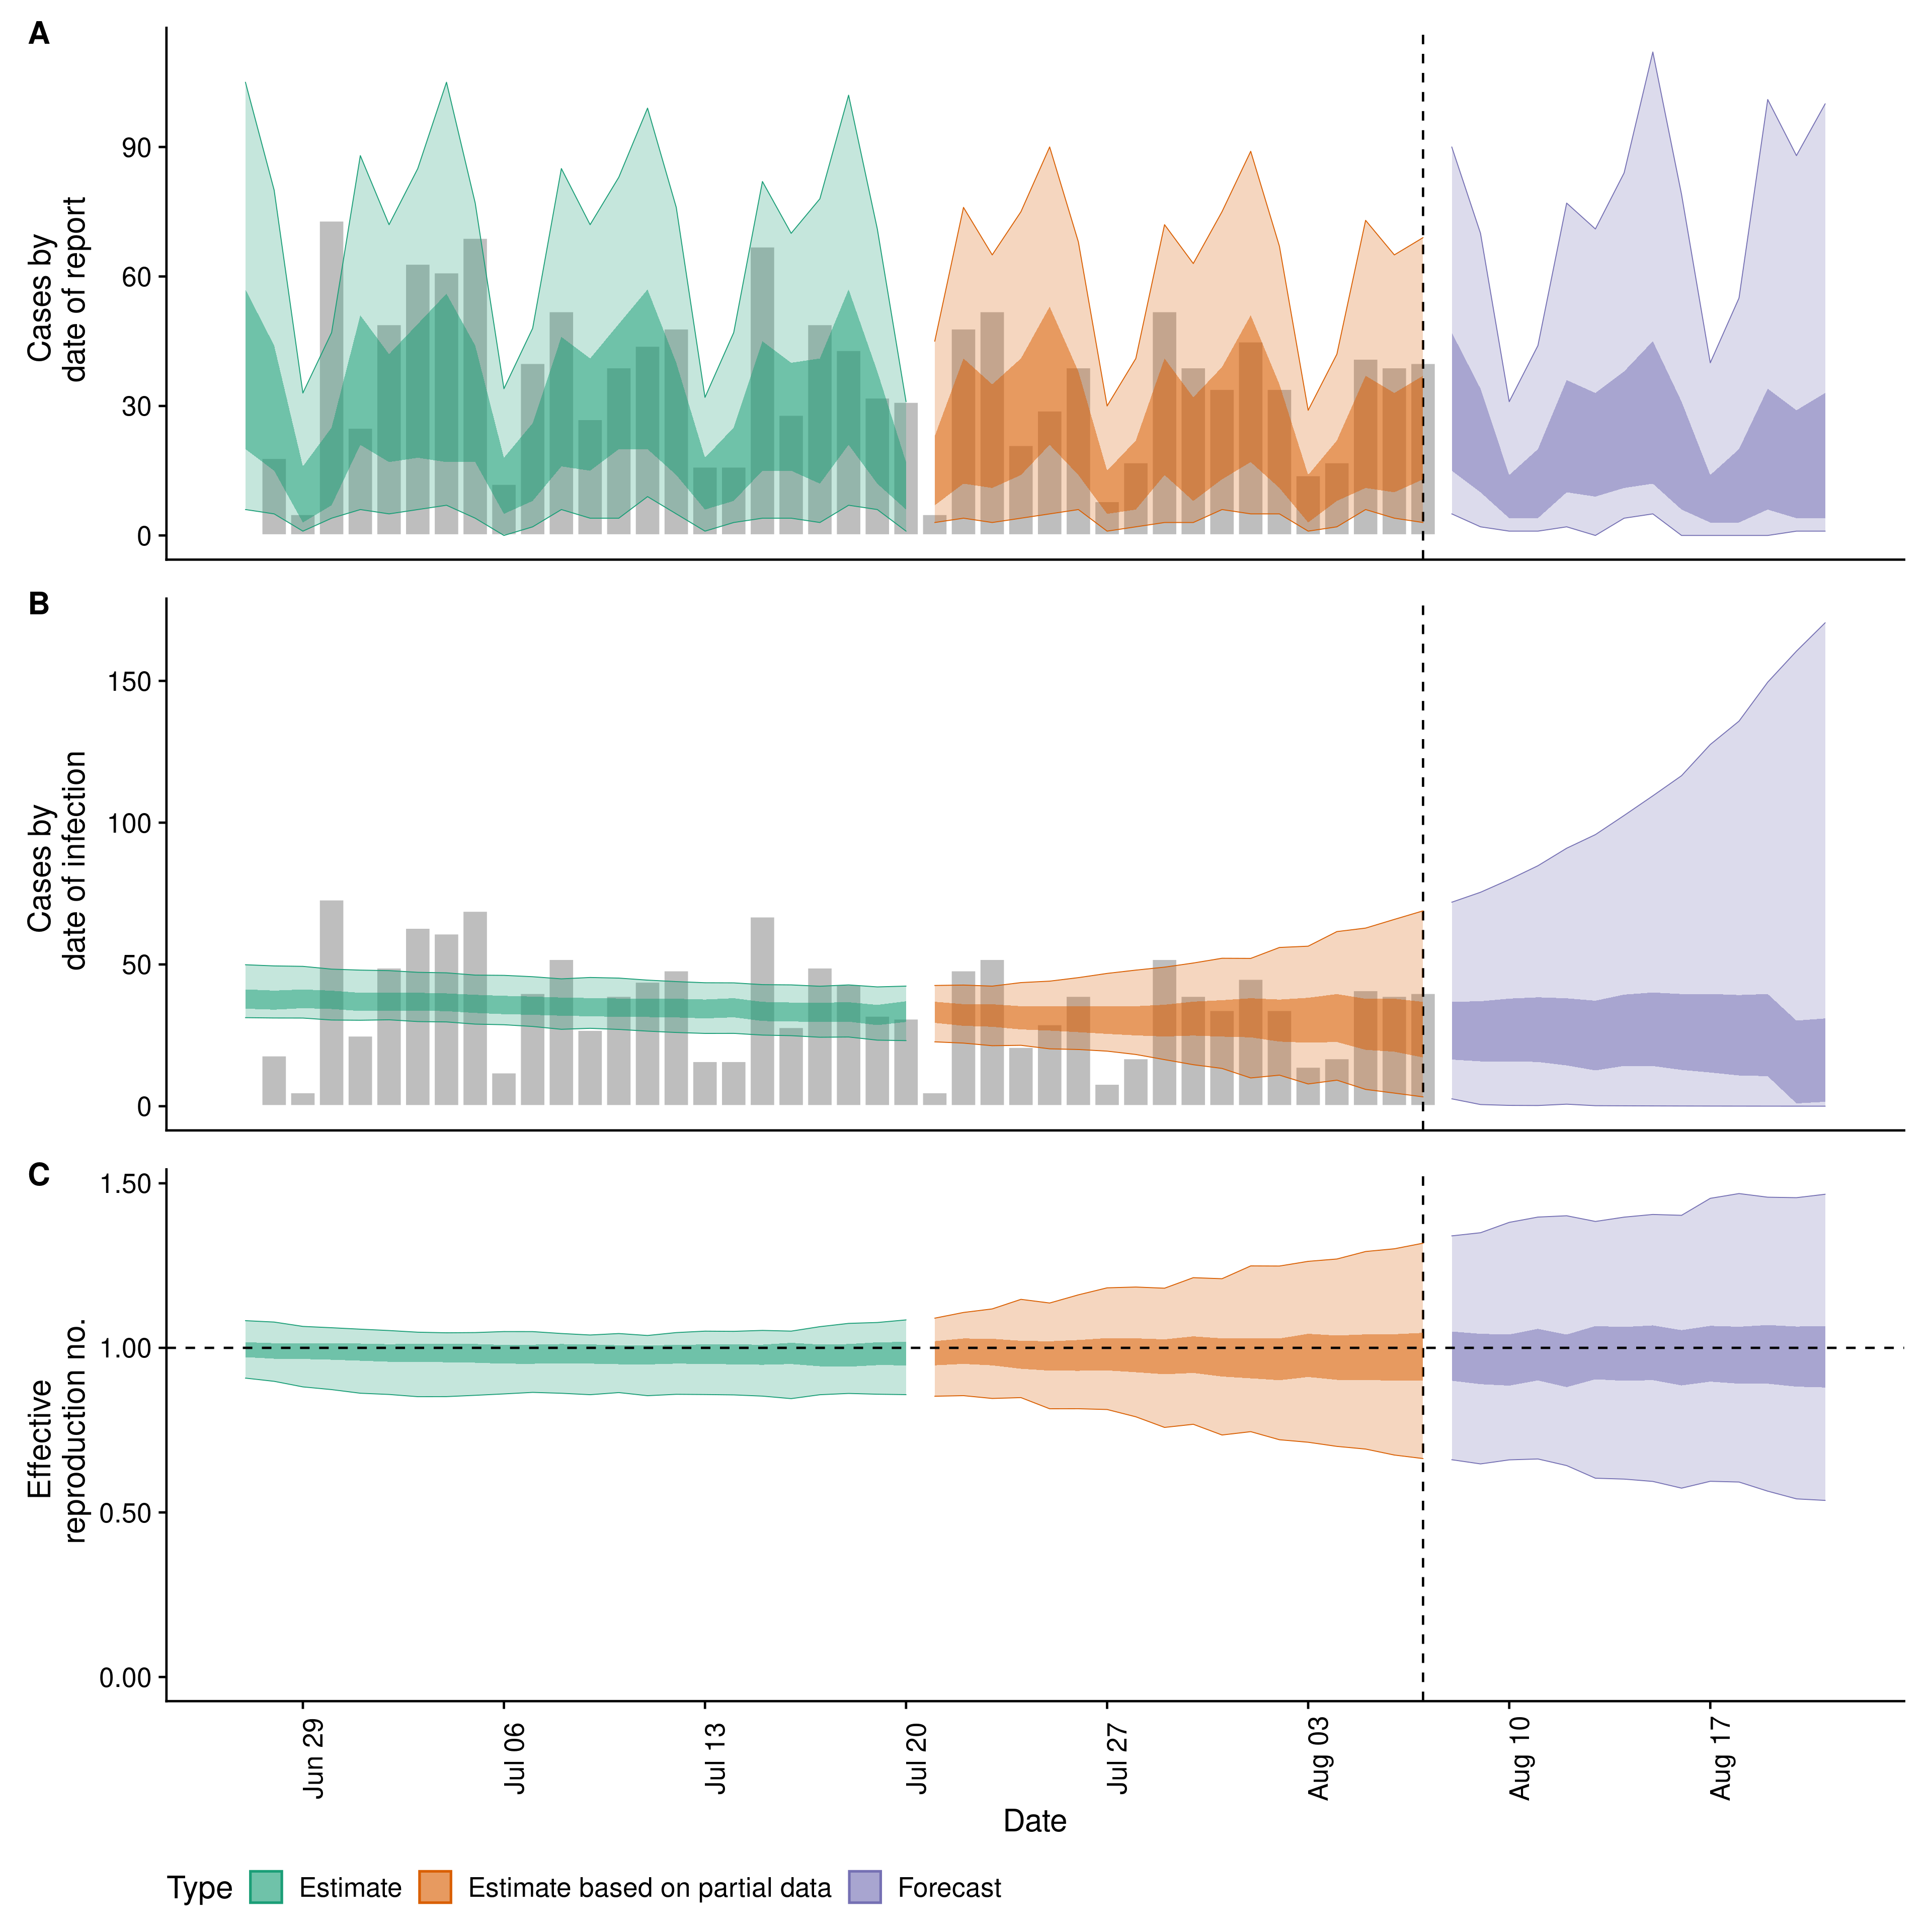 A
Cases by
date of report
90
60
30
0
B
Cases by
date of infection
150
100
50
0
C
Effective
reproduction no.
1.50
1.00
0.50
0.00
Jun 29
Jul 06
Jul 13
Jul 20
Jul 27
Aug 03
Aug 10
Aug 17
Date
Type Estimate Estimate based on partial data Forecast